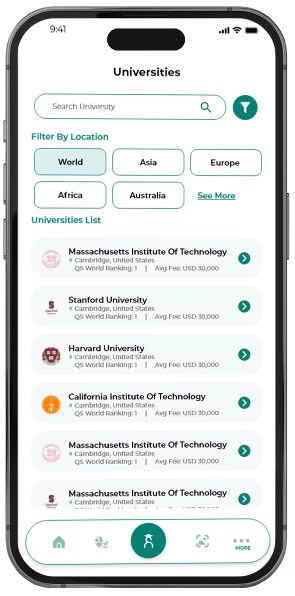 9:41
Universities
Search University
Filter By Location
World
Asia
Europe
Africa
Australia
See More
Universities List
Massachusetts Institute Of Technology
Cambridge, United States
QS World Ranking: 1 | Avg Fee: USD 30,000
Stanford University
Cambridge, United States
QS World Ranking: 1 | Avg Fee: USD 30,000
Harvard University
Cambridge, United States
QS World Ranking: 1 | Avg Fee: USD 30,000
California Institute Of Technology
Cambridge, United States
QS World Ranking: 1 | Avg Fee: USD 30,000
Massachusetts Institute Of Technology
Cambridge, United States
QS World Ranking: 1 | Avg Fee: USD 30,000
Massachusetts Institute Of Technology
Cambridge, United States
MORE